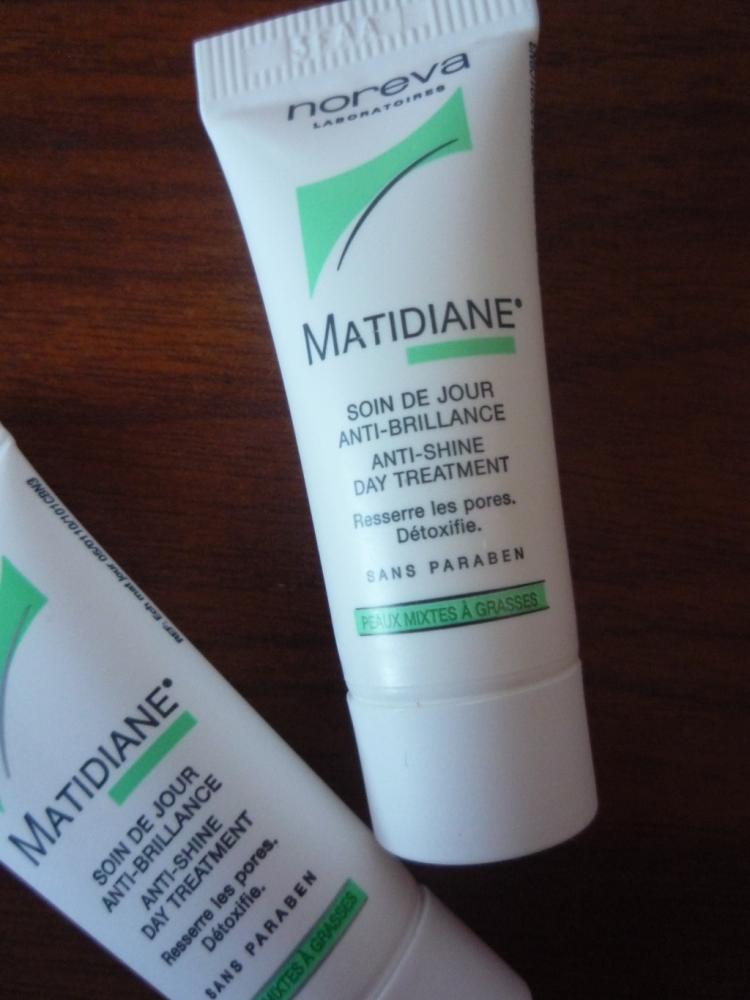 noreva
LABORATOIRES
MATIDIANE
SOIN DE JOUR
ANTI-BRILLANCE
ANTI-SHINE
DAY TREATMENT
Resserre les pores.
Détoxifie.
SANS PARABEN
PEAUX MIXTES À GRASSES
MATIDIANE
SOIN DE JOUR
ANTI-BRILLANCE
ANTI-SHINE
DAY TREATMENT
Resserre les pores.
Détoxifie.
SANS PARABEN
MIXTES À GRASSES